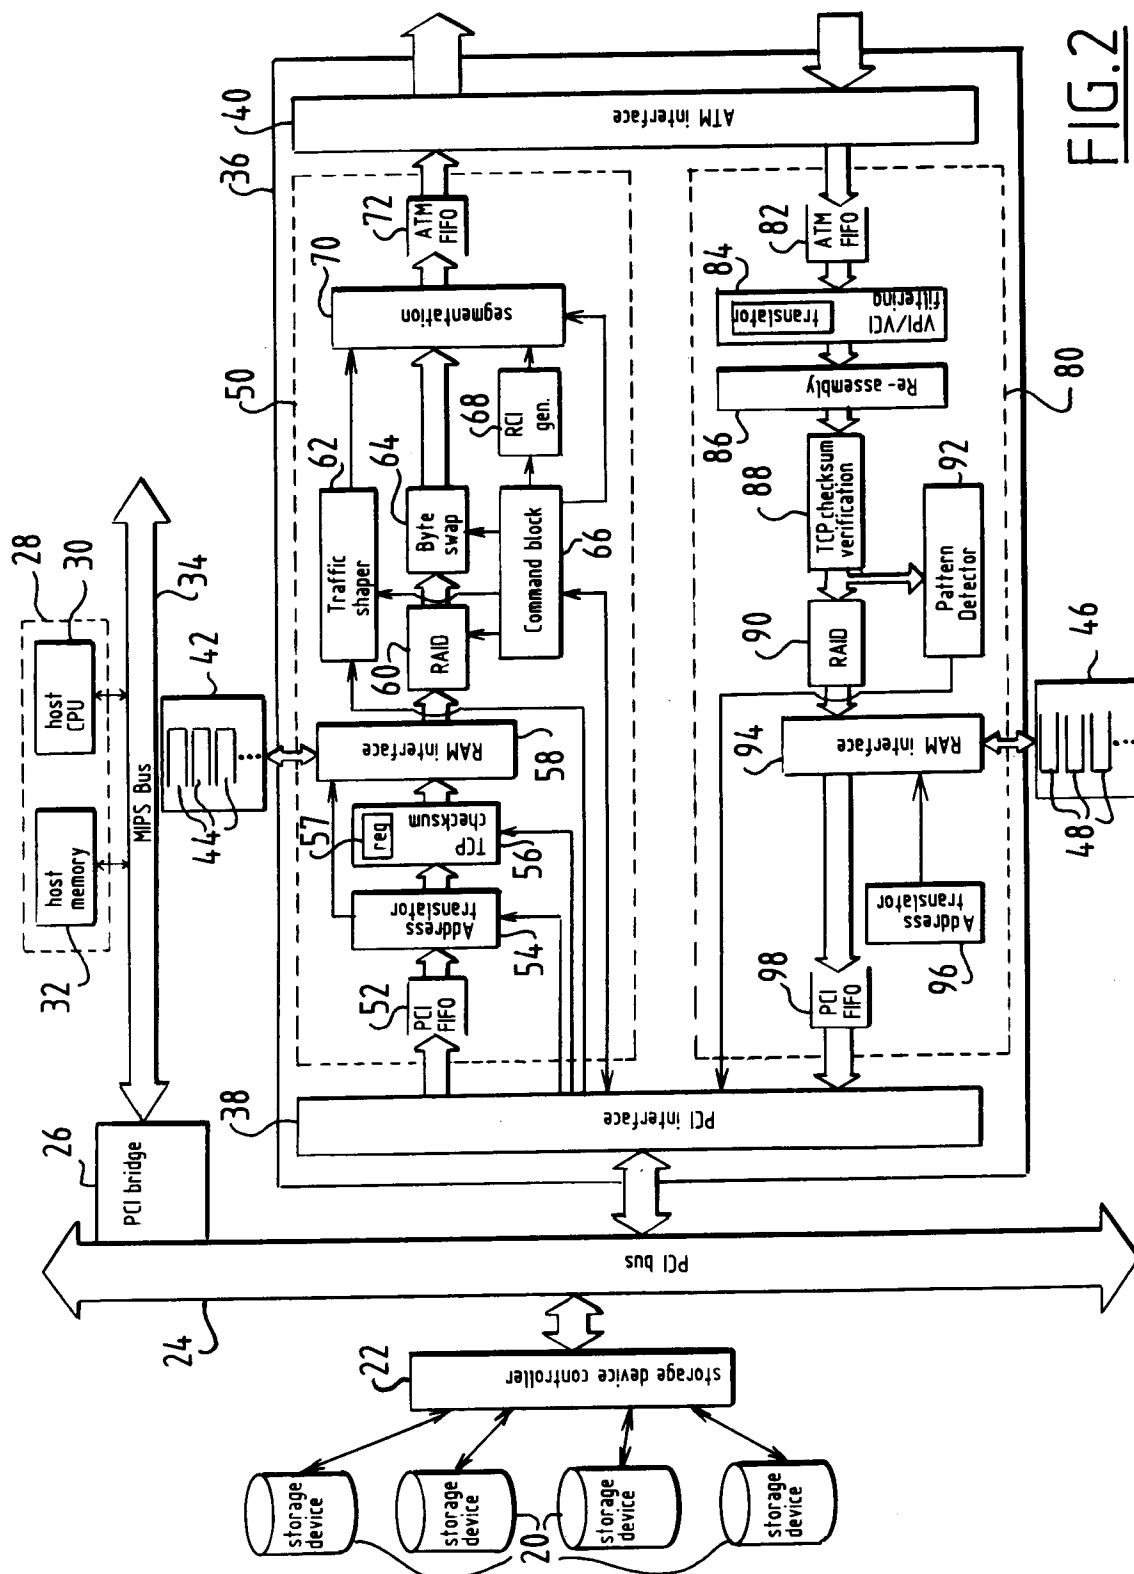 FIG.2
28
30
host
CPU
host
memory
32
34
MIPS Bus
26
PCI bridge
42
44
36
40
ATM interface
38
PCI interface
50
52
PCI
FIFO
54
Address
translator
56
57
reg
TCP
checksum
58
RAM interface
60
RAID
62
Traffic
shaper
64
Byte
swap
66
Command block
68
RCI
gen.
70
segmentation
72
ATM
FIFO
80
82
ATM
FIFO
84
translator
VPI/VCI
filtering
86
Re-assembly
88
TCP checksum
verification
90
RAID
92
Pattern
Detector
94
RAM interface
96
Address
translator
98
PCI
FIFO
46
48
24
PCI bus
22
storage device controller
20
storage
device
storage
device
storage
device
storage
device